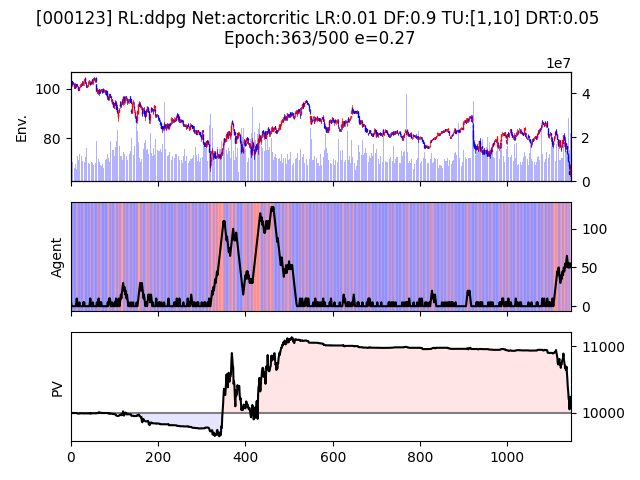 [000123] RL:ddpg Net:actorcritic LR:0.01 DF:0.9 TU:[1,10] DRT:0.05
Epoch:363/500 e=0.27
1e7
100
80
Env.
4
2
0
Agent
100
50
0
PV
11000
10000
0 200 400 600 800 1000